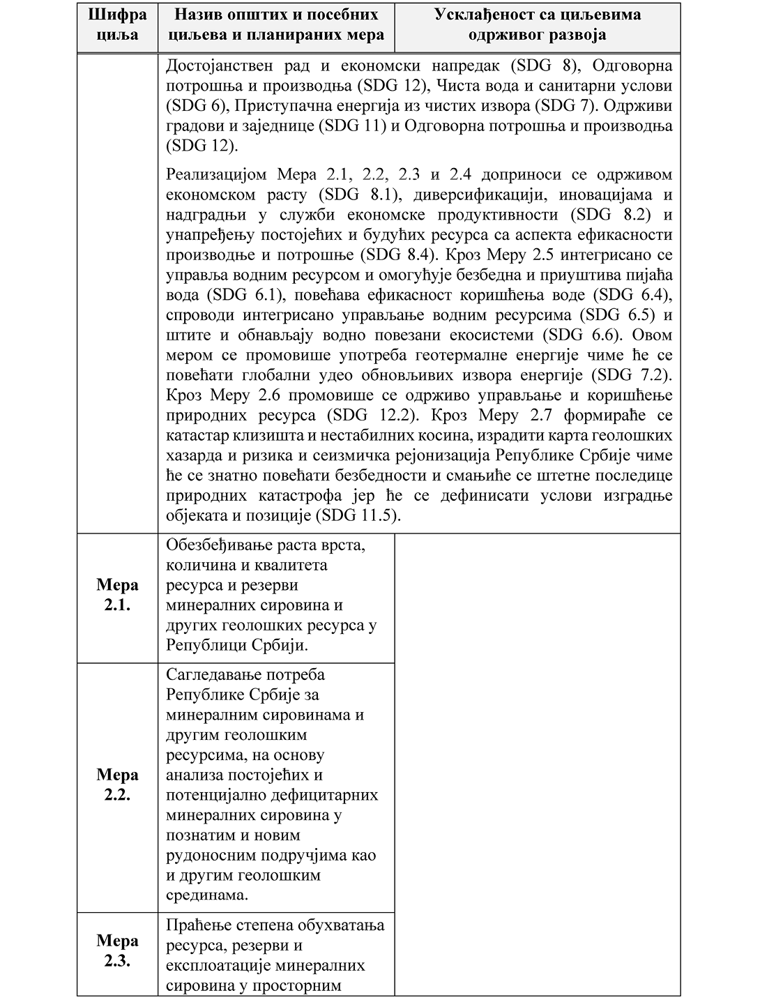 Шифра циља
Назив општих и посебних циљева и планираних мера
Усклађеност са циљевима одрживог развоја
Достојанствен рад и економски напредак (SDG 8), Одговорна
потрошња и производња (SDG 12), Чиста вода и санитарни услови
(SDG 6), Приступачна енергија из чистих извора (SDG 7). Одрживи
градови и заједнице (SDG 11) и Одговорна потрошња и производња
(SDG 12).
Реализацијом Мера 2.1, 2.2, 2.3 и 2.4 доприноси се одрживом
економском расту (SDG 8.1), диверсификацији, иновацијама и
надградњи у служби економске продуктивности (SDG 8.2) и
унапређењу постојећих и будућих ресурса са аспекта ефикасности
производње и потрошње (SDG 8.4). Кроз Меру 2.5 интегрисано се
управља водним ресурсом и омогућује безбедна и приуштива пијаћа
вода (SDG 6.1), повећава ефикасност коришћења воде (SDG 6.4),
спроводи интегрисано управљање водним ресурсима (SDG 6.5) и
штите и обнављају водно повезани екосистеми (SDG 6.6). Овом
мером се промовише употреба геотермалне енергије чиме ће се
повећати глобални удео обновљивих извора енергије (SDG 7.2).
Кроз Меру 2.6 промовише се одрживо управљање и коришћење
природних ресурса (SDG 12.2). Кроз Меру 2.7 формираће се
катастар клизишта и нестабилних косина, израдити карта геолошких
хазарда и ризика и сеизмичка рејонизација Републике Србије чиме
ће се знатно повећати безбедности и смањиће се штетне последице
природних катастрофа јер ће се дефинисати услови изградње
објеката и позиције (SDG 11.5).
Мера
2.1.
Обезбеђивање раста врста,
количина и квалитета
ресурса и резерви
минералних сировина и
других геолошких ресурса у
Републици Србији.
Мера
2.2.
Сагледавање потреба
Републике Србије за
минералним сировинама и
другим геолошким
ресурсима, на основу
анализа постојећих и
потенцијално дефицитарних
минералних сировина у
познатим и новим
рудоносним подручјима као
и другим геолошким
срединама.
Мера
2.3.
Праћење степена обухватања
ресурса, резерви и
експлоатације минералних
сировина у просторним